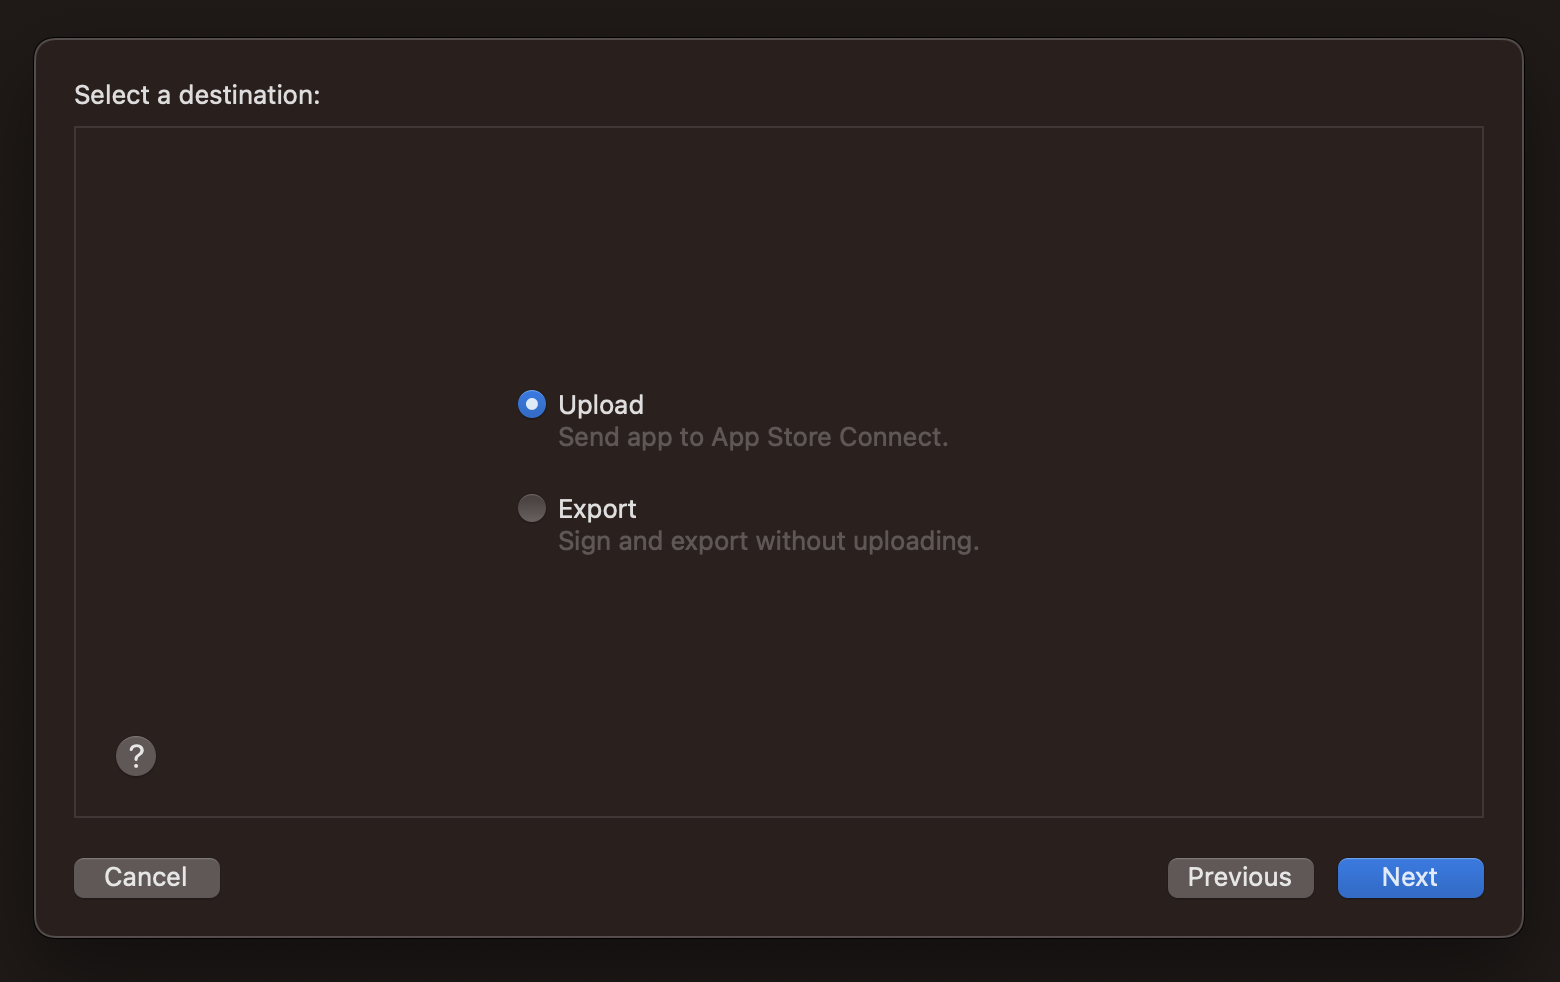 Select a destination:
Upload
Send app to App Store Connect.
Export
Sign and export without uploading.
?
Cancel
Previous
Next